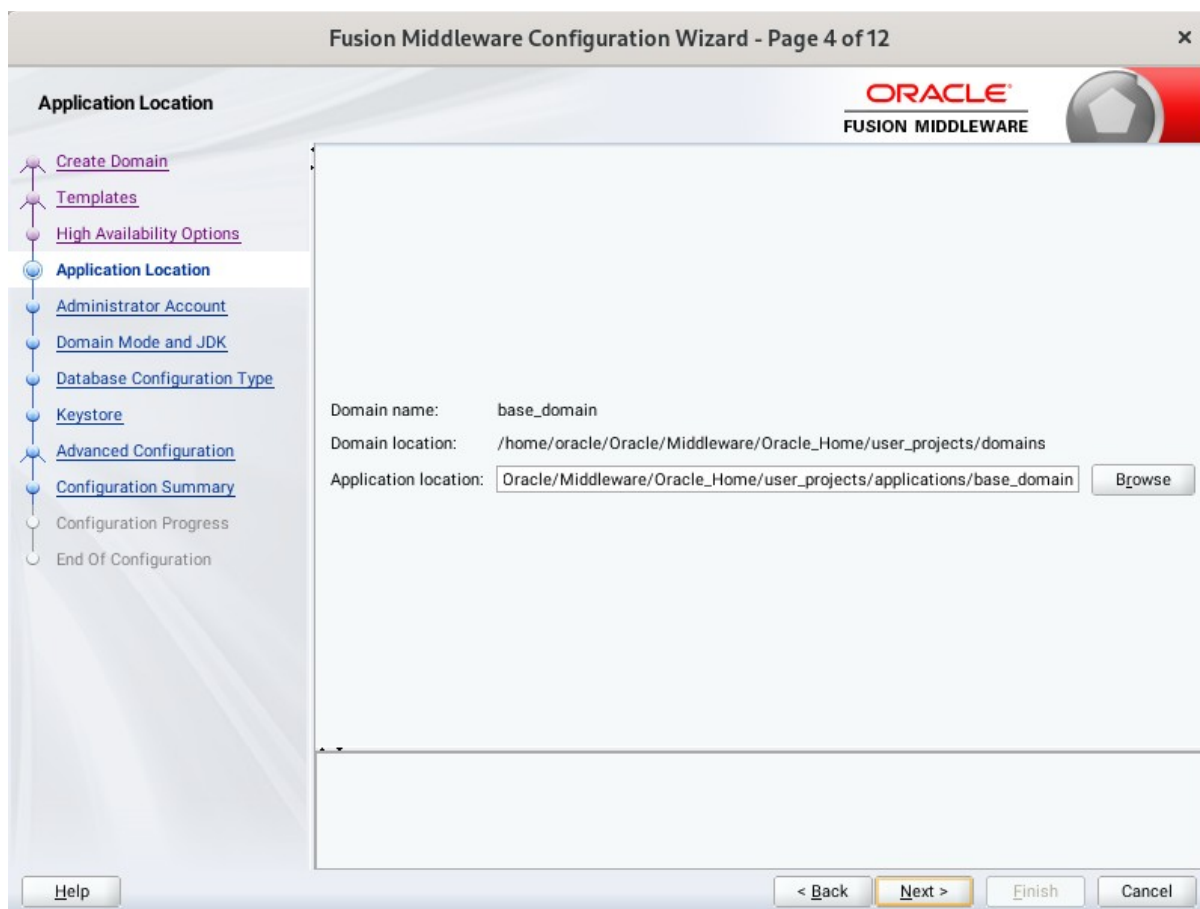 Fusion Middleware Configuration Wizard - Page 4 of 12
×
Application Location
ORACLE
FUSION MIDDLEWARE
Create Domain
Templates
High Availability Options
Application Location
Administrator Account
Domain Mode and JDK
Database Configuration Type
Keystore
Advanced Configuration
Configuration Summary
Configuration Progress
End Of Configuration
Domain name: base_domain
Domain location: /home/oracle/Oracle/Middleware/Oracle_Home/user_projects/domains
Application location: Oracle/Middleware/Oracle_Home/user_projects/applications/base_domain Browse
Help < Back Next > Finish Cancel